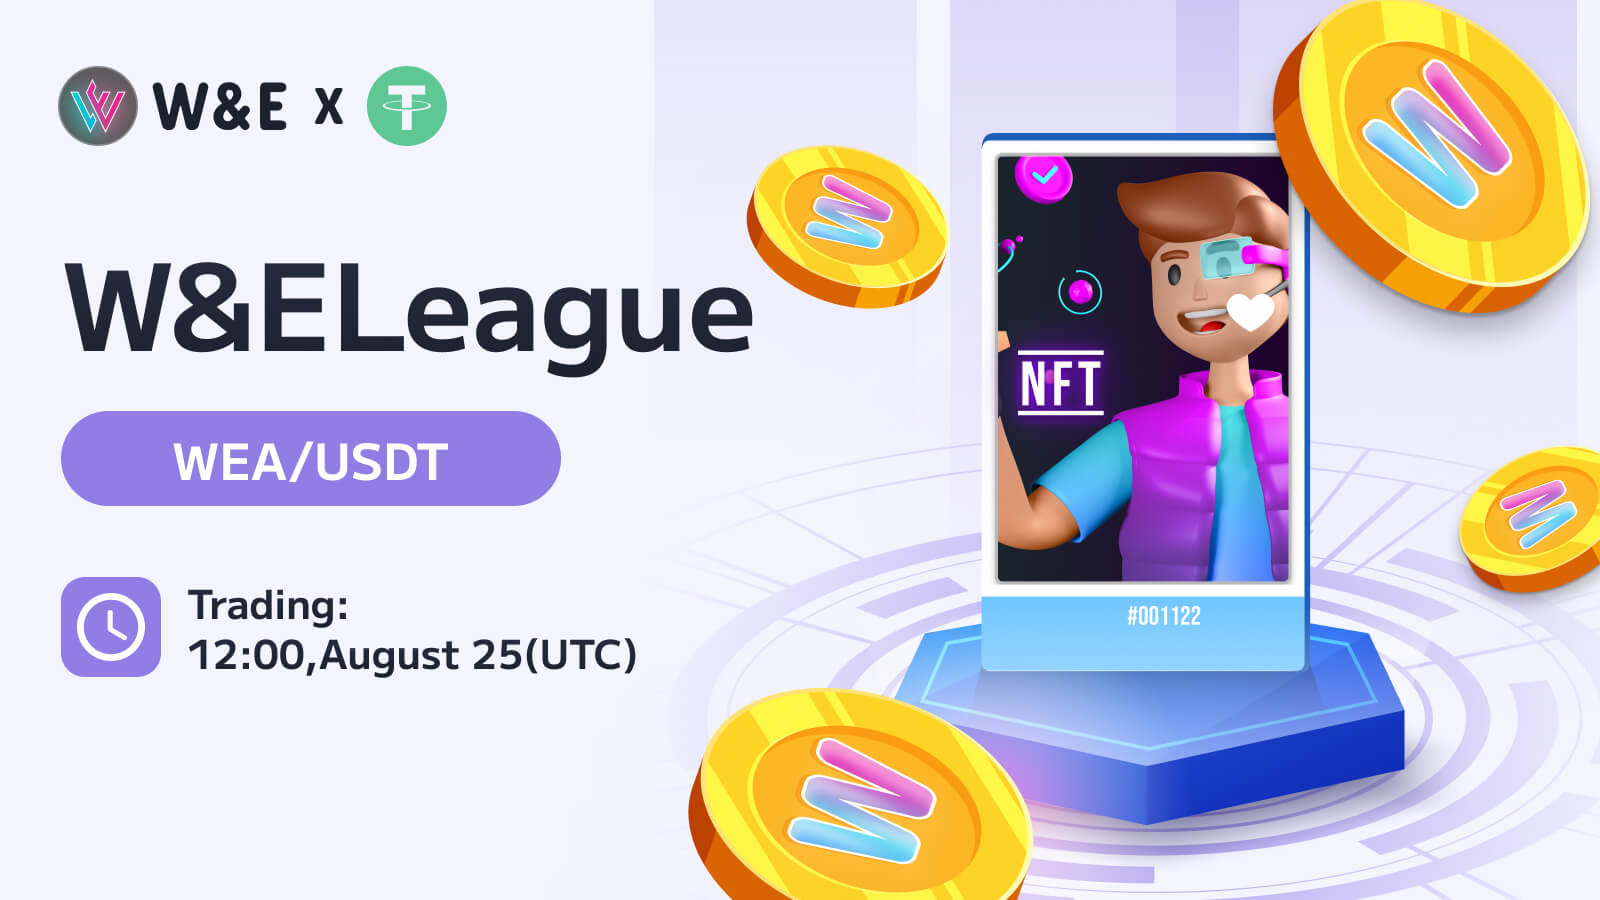 W&E X
W&ELeague
WEA/USDT
Trading:
12:00,August 25(UTC)
NFT
#001122